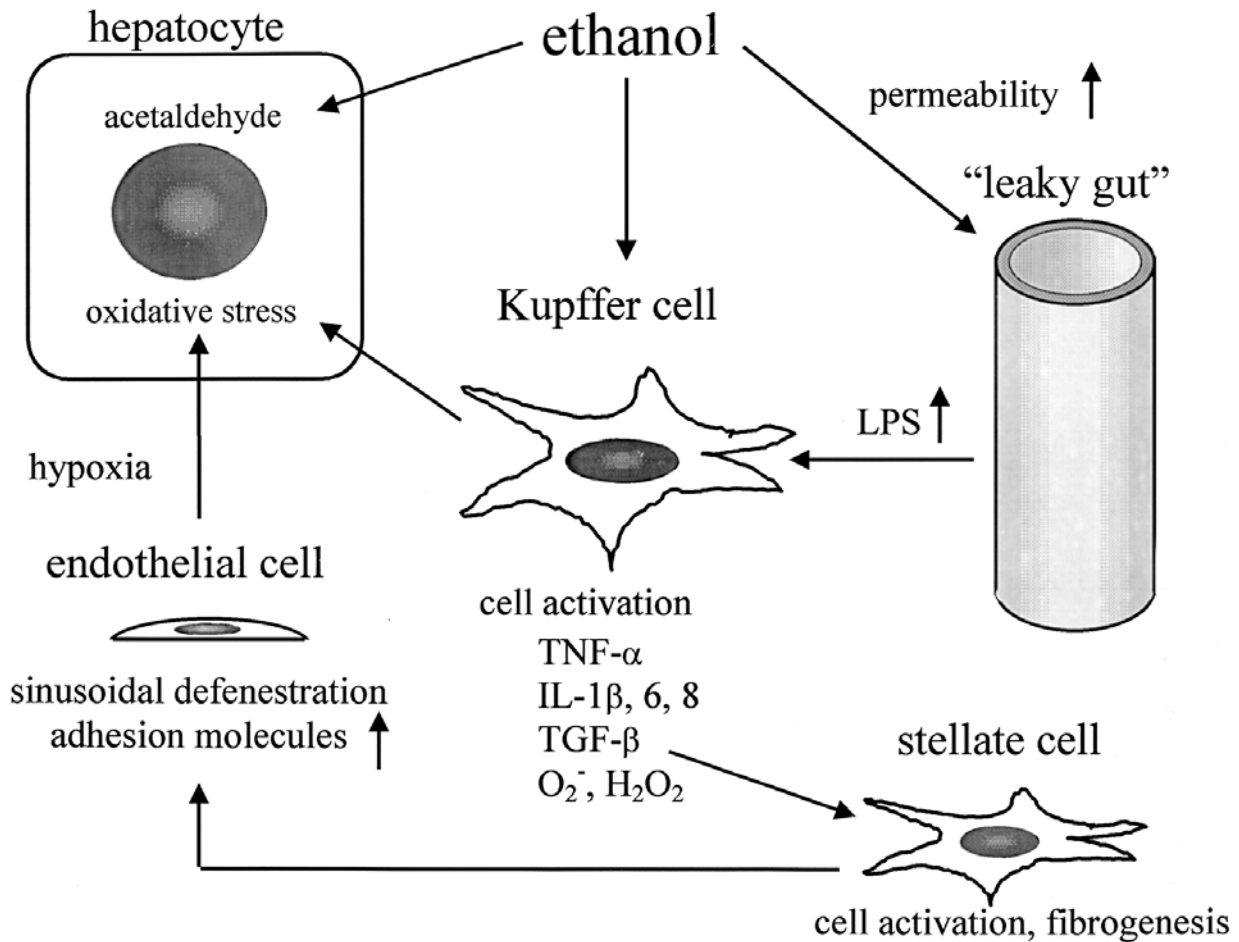 hepatocyte
ethanol
acetaldehyde
permeability
“leaky gut”
oxidative stress
Kupffer cell
LPS
hypoxia
endothelial cell
cell activation
TNF-α
IL-1β, 6, 8
TGF-β
O₂⁻, H₂O₂
sinusoidal defenestration
adhesion molecules
stellate cell
cell activation, fibrogenesis